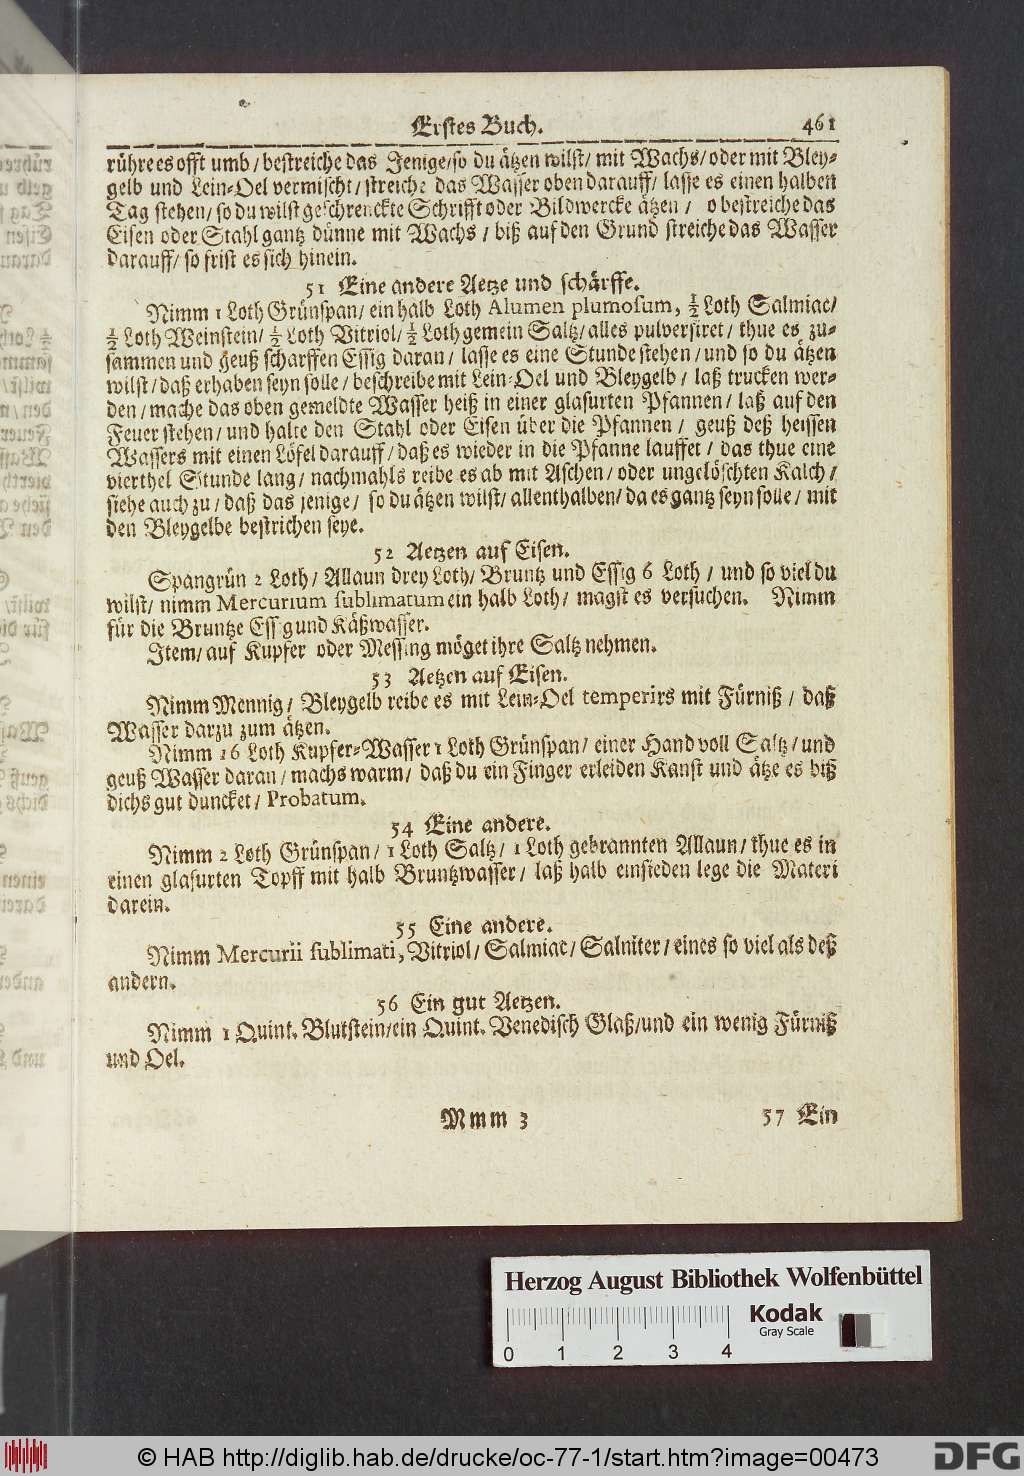 Erstes Buch. 461
rühre es offt umb / bestreiche das Jenige / so du ätzen wilst / mit Wachs / oder mit Bley-
gelb und Lein-Oel vermischt / streiche das Wasser oben darauff / lasse es einen halben
Tag stehen / so du wilst geschrenckte Schrifft oder Bildwercke ätzen / o bestreiche das
Eisen oder Stahl gantz dünne mit Wachs / biß auf den Grund streiche das Wasser
darauff / so frist es sich hinein.
51 Eine andere Aetze und schärffe.
Nimm 1 Loth Grünspan / ein halb Loth Alumen plumosum, ½ Loth Salmiac /
½ Loth Weinstein / ½ Loth Vitriol / ½ Loth gemein Saltz / alles pulverisiret / thue es zu-
sammen und geuß scharffen Essig daran / lasse es eine Stunde stehen / und so du ätzen
wilst / daß erhaben seyn solle / beschreibe mit Lein-Oel und Bleygelb / laß trucken wer-
den / mache das oben gemeldte Wasser heiß in einer glasurten Pfannen / laß auf den
Feuer stehen / und halte den Stahl oder Eisen über die Pfannen / geuß deß heissen
Wassers mit einen Löfel darauff / daß es wieder in die Pfanne lauffet / das thue eine
vierthel Stunde lang / nachmahls reibe es ab mit Aschen / oder ungelöschten Kalch /
siehe auch zu / daß das jenige / so du ätzen wilst / allenthalben / da es gantz seyn solle / mit
den Bleygelbe bestrichen seye.
52 Aetzen auf Eisen.
Spangrün 2 Loth / Allaun drey Loth / Bruntz und Essig 6 Loth / und so viel du
wilst / nimm Mercurium sublimatum ein halb Loth / magst es versuchen. Nimm
für die Bruntze Essig und Käßwasser.
Item / auf Kupfer oder Messing möget ihre Saltz nehmen.
53 Aetzen auf Eisen.
Nimm Mennig / Bleygelb reibe es mit Lein-Oel temperirs mit Fürniß / daß
Wasser darzu zum ätzen.
Nimm 16 Loth Kupfer-Wasser 1 Loth Grünspan / einer Hand voll Saltz / und
geuß Wasser daran / machs warm / daß du ein Finger erleiden Kanst und ätze es biß
dichs gut duncket / Probatum.
54 Eine andere.
Nimm 2 Loth Grünspan / 1 Loth Saltz / 1 Loth gebrannten Allaun / thue es in
einen glasurten Topff mit halb Bruntzwasser / laß halb einsieden lege die Materi
darein.
55 Eine andere.
Nimm Mercurii sublimati, Vitriol / Salmiac / Salniter / eines so viel als deß
andern.
56 Ein gut Aetzen.
Nimm 1 Quint. Blutstein / ein Quint. Venedisch Glaß / und ein wenig Fürniß
und Oel.
Mmm 3 57 Ein
Herzog August Bibliothek Wolfenbüttel
Kodak
Gray Scale
0 1 2 3 4
© HAB http://diglib.hab.de/drucke/oc-77-1/start.htm?image=00473
DFG